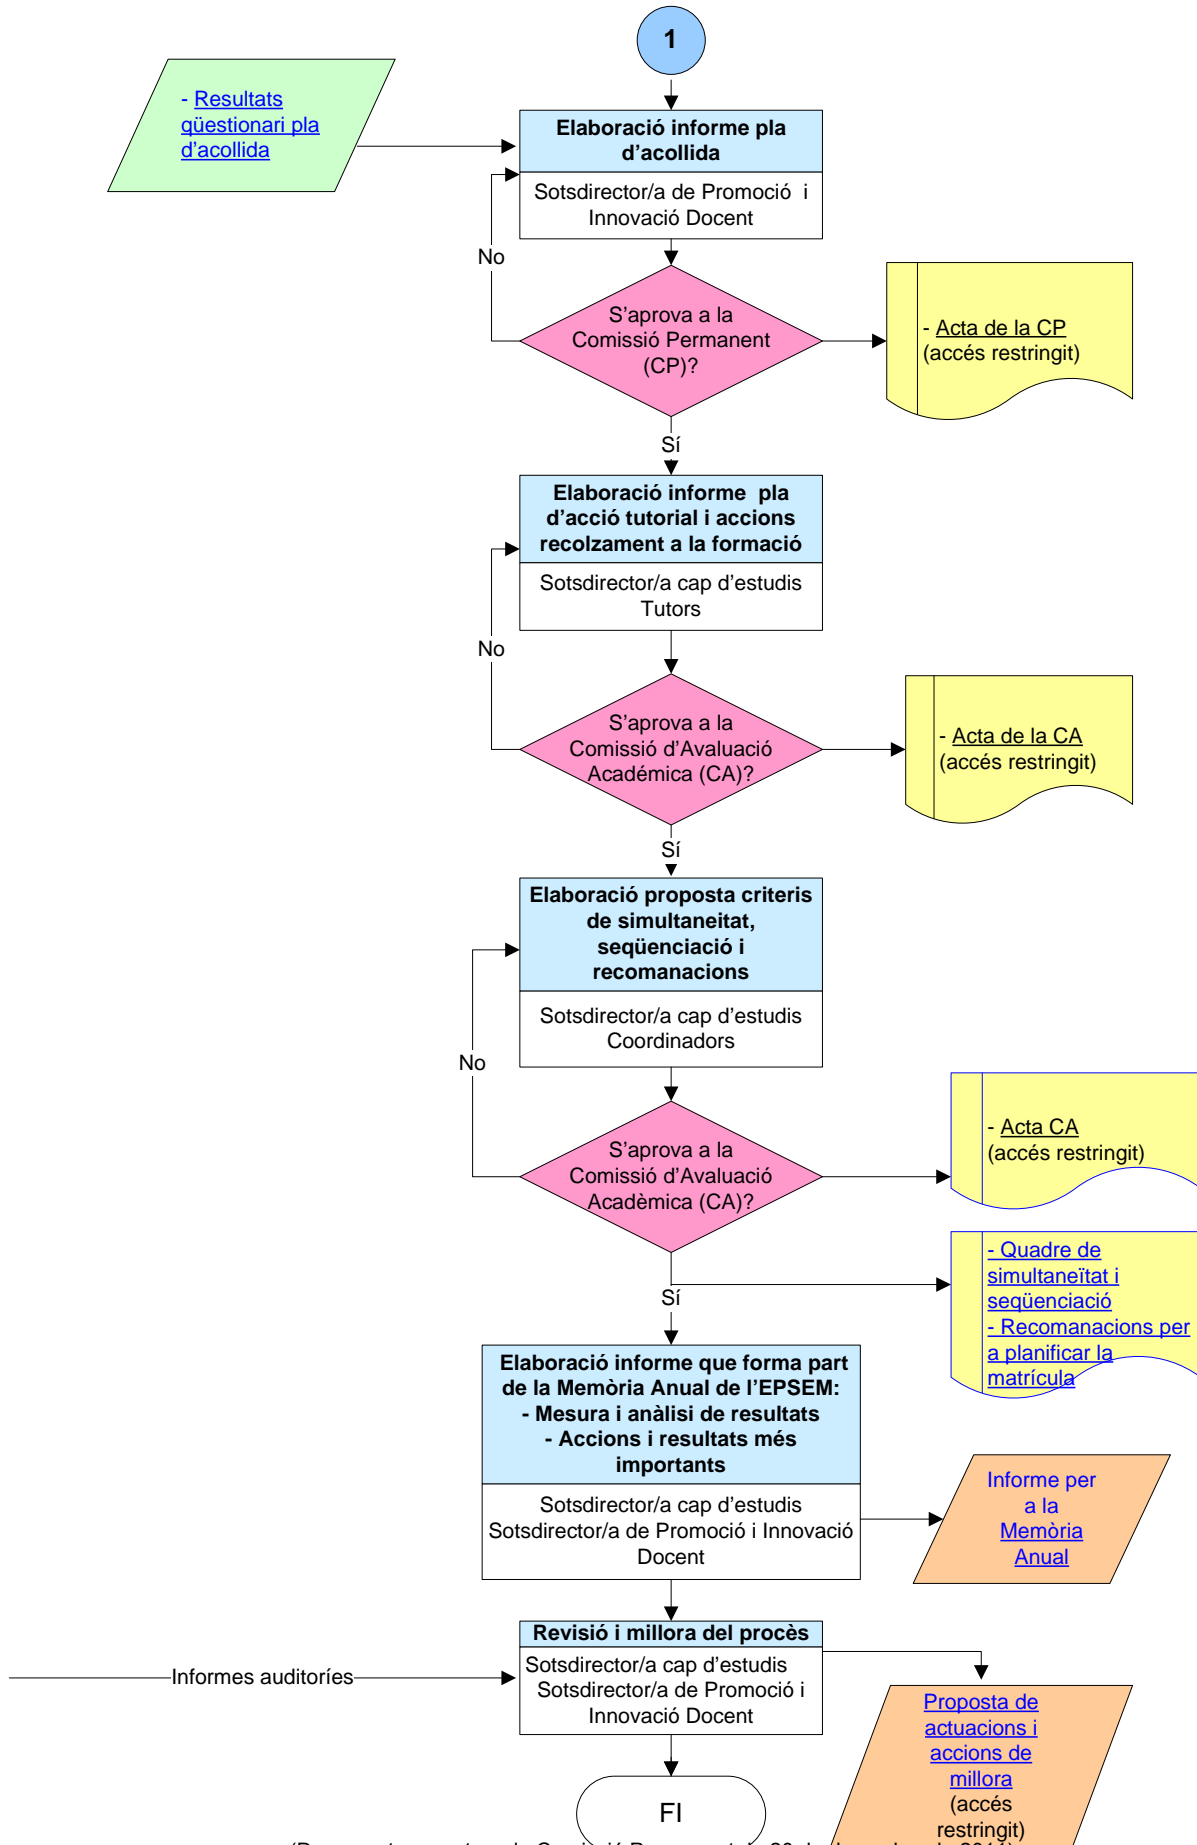 1
- Resultats
qüestionari pla
d’acollida
Elaboració informe pla
d’acollida
Sotsdirector/a de Promoció i
Innovació Docent
No
S’aprova a la
Comissió Permanent
(CP)?
- Acta de la CP
(accés restringit)
Sí
Elaboració informe pla
d’acció tutorial i accions
recolzament a la formació
Sotsdirector/a cap d’estudis
Tutors
No
S’aprova a la
Comissió d’Avaluació
Académica (CA)?
- Acta de la CA
(accés restringit)
Sí
Elaboració proposta criteris
de simultaneitat,
seqüenciació i
recomanacions
Sotsdirector/a cap d’estudis
Coordinadors
No
S’aprova a la
Comissió d’Avaluació
Acadèmica (CA)?
- Acta CA
(accés restringit)
- Quadre de
simultaneïtat i
seqüenciació
- Recomanacions per
a planificar la
matrícula
Sí
Elaboració informe que forma part
de la Memòria Anual de l’EPSEM:
- Mesura i anàlisi de resultats
- Accions i resultats més
importants
Sotsdirector/a cap d’estudis
Sotsdirector/a de Promoció i Innovació
Docent
Informe per
a la
Memòria
Anual
Revisió i millora del procès
Sotsdirector/a cap d’estudis
Sotsdirector/a de Promoció i
Innovació Docent
Informes auditoríes
Proposta de
actuacions i
accions de
millora
(accés
restringit)
FI